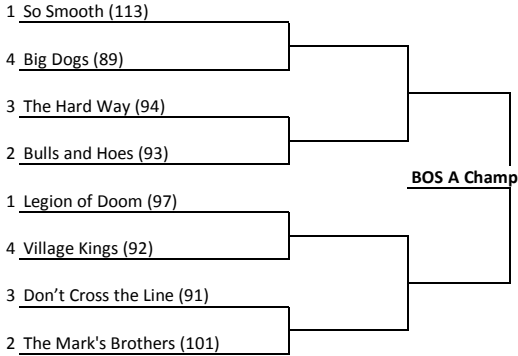 1 So Smooth (113)
4 Big Dogs (89)
3 The Hard Way (94)
2 Bulls and Hoes (93)
BOS A Champ
1 Legion of Doom (97)
4 Village Kings (92)
3 Don’t Cross the Line (91)
2 The Mark's Brothers (101)